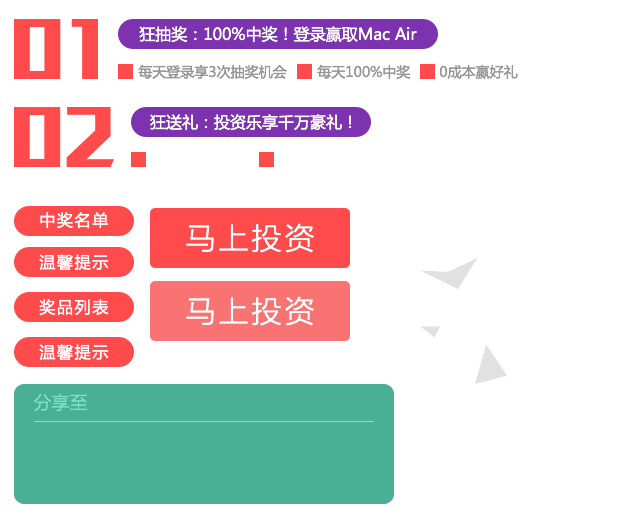 01
狂抽奖：100%中奖！登录赢取Mac Air
每天登录享3次抽奖机会 每天100%中奖 0成本赢好礼
02
狂送礼：投资乐享千万豪礼！
中奖名单
马上投资
温馨提示
奖品列表
马上投资
温馨提示
分享至